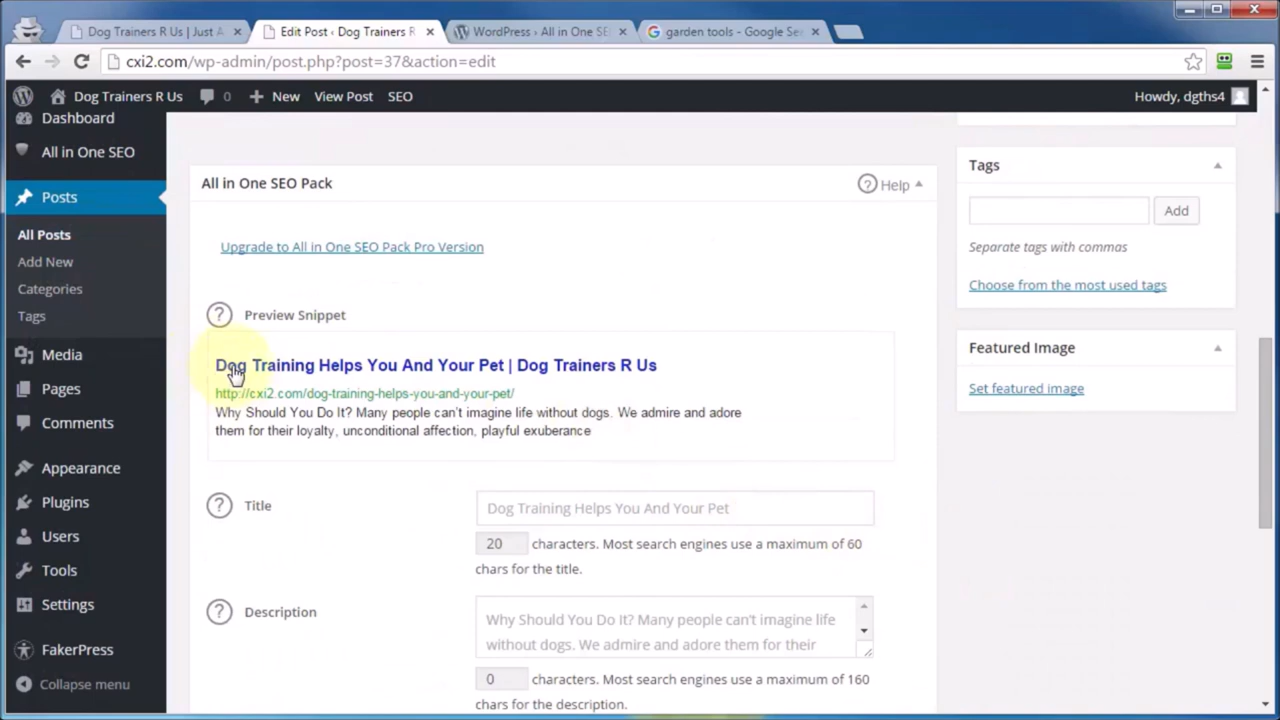 Dog Trainers R Us | Just A
Edit Post ‹ Dog Trainers R
WordPress › All in One SE
garden tools - Google Se
cxi2.com/wp-admin/post.php?post=37&action=edit
Dog Trainers R Us
0
New
View Post
SEO
Howdy, dgths4
Dashboard
All in One SEO
Posts
All Posts
Add New
Categories
Tags
Media
Pages
Comments
Appearance
Plugins
Users
Tools
Settings
FakerPress
Collapse menu
All in One SEO Pack
Help
Upgrade to All in One SEO Pack Pro Version
Preview Snippet
Dog Training Helps You And Your Pet | Dog Trainers R Us
http://cxi2.com/dog-training-helps-you-and-your-pet/
Why Should You Do It? Many people can't imagine life without dogs. We admire and adore
them for their loyalty, unconditional affection, playful exuberance
Title
Dog Training Helps You And Your Pet
20 characters. Most search engines use a maximum of 60
chars for the title.
Description
Why Should You Do It? Many people can't imagine life
without dogs. We admire and adore them for their
0 characters. Most search engines use a maximum of 160
chars for the description.
Tags
Add
Separate tags with commas
Choose from the most used tags
Featured Image
Set featured image